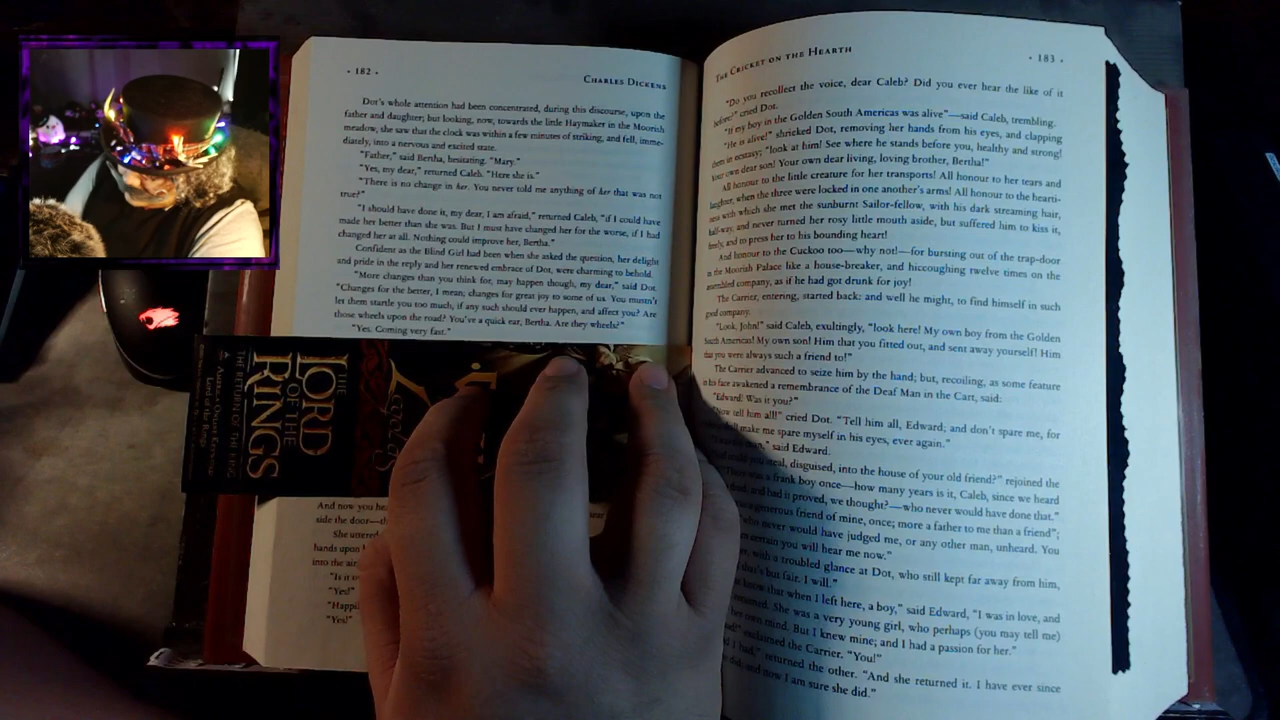 · 182 ·
CHARLES DICKENS
Dot's whole attention had been concentrated, during this discourse, upon the
father and daughter; but looking, now, towards the little Haymaker in the Moorish
meadow, she saw that the clock was within a few minutes of striking, and fell, imme-
diately, into a nervous and excited state.
"Father," said Bertha, hesitating. "Mary."
"Yes, my dear," returned Caleb. "Here she is."
"There is no change in her. You never told me anything of her that was not
true?"
"I should have done it, my dear, I am afraid," returned Caleb, "if I could have
made her better than she was. But I must have changed her for the worse, if I had
changed her at all. Nothing could improve her, Bertha."
Confident as the Blind Girl had been when she asked the question, her delight
and pride in the reply and her renewed embrace of Dot, were charming to behold.
"More changes than you think for, may happen though, my dear," said Dot.
"Changes for the better, I mean; changes for great joy to some of us. You mustn't
let them startle you too much, if any such should ever happen, and affect you? Are
those wheels upon the road? You've a quick ear, Bertha. Are they wheels?"
"Yes. Coming very fast."
THE
LORD
OF THE
RINGS
THE RETURN OF THE KING
Legolas
And now you hea
side the door—th
She uttered
hands upon
into the air
"Is it
"Yes!"
"Happi
"Yes!"
THE CRICKET ON THE HEARTH
· 183 ·
"Do you recollect the voice, dear Caleb? Did you ever hear the like of it
before?" cried Dot.
"If my boy in the Golden South Americas was alive"—said Caleb, trembling.
"He is alive!" shrieked Dot, removing her hands from his eyes, and clapping
them in ecstasy; "look at him! See where he stands before you, healthy and strong!
Your own dear son! Your own dear living, loving brother, Bertha!"
All honour to the little creature for her transports! All honour to her tears and
laughter, when the three were locked in one another's arms! All honour to the hearti-
ness with which she met the sunburnt Sailor-fellow, with his dark streaming hair,
half-way, and never turned her rosy little mouth aside, but suffered him to kiss it,
freely, and to press her to his bounding heart!
And honour to the Cuckoo too—why not!—for bursting out of the trap-door
in the Moorish Palace like a house-breaker, and hiccoughing twelve times on the
assembled company, as if he had got drunk for joy!
The Carrier, entering, started back: and well he might, to find himself in such
good company.
"Look, John!" said Caleb, exultingly, "look here! My own boy from the Golden
South Americas! My own son! Him that you fitted out, and sent away yourself! Him
that you were always such a friend to!"
The Carrier advanced to seize him by the hand; but, recoiling, as some feature
in his face awakened a remembrance of the Deaf Man in the Cart, said:
"Edward! Was it you?"
"Now tell him all!" cried Dot. "Tell him all, Edward; and don't spare me, for
make me spare myself in his eyes, ever again."
said Edward.
steal, disguised, into the house of your old friend?" rejoined the
frank boy once—how many years is it, Caleb, since we heard
dead, and had it proved, we thought?—who never would have done that."
a generous friend of mine, once; more a father to me than a friend";
who never would have judged me, or any other man, unheard. You
certain you will hear me now."
with a troubled glance at Dot, who still kept far away from him,
that's but fair. I will."
know that when I left here, a boy," said Edward, "I was in love, and
returned. She was a very young girl, who perhaps (you may tell me)
her own mind. But I knew mine; and I had a passion for her."
exclaimed the Carrier. "You!"
I had," returned the other. "And she returned it. I have ever since
did, and now I am sure she did."